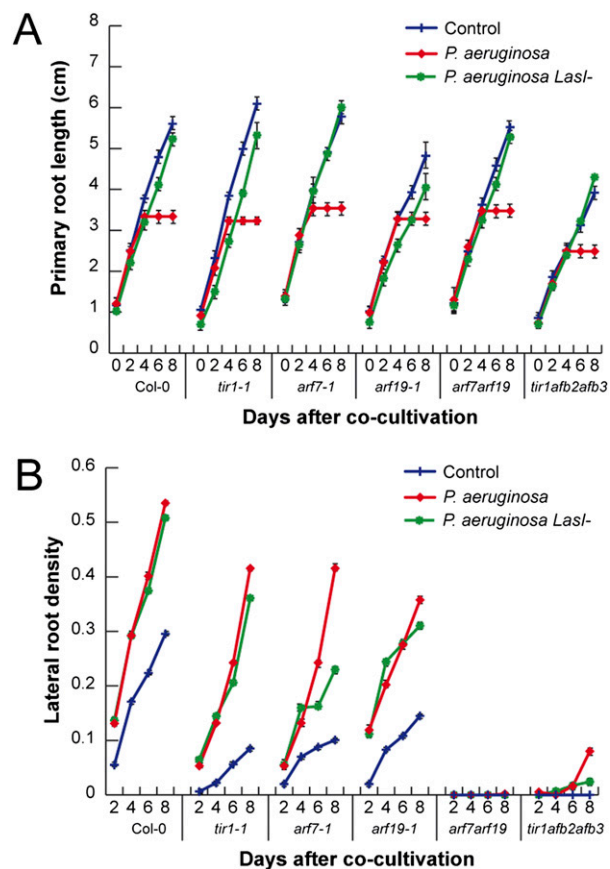 A
Control
P. aeruginosa
P. aeruginosa LasI-
Primary root length (cm)
8
7
6
5
4
3
2
1
0
0 2 4 6 8 0 2 4 6 8 0 2 4 6 8 0 2 4 6 8 0 2 4 6 8 0 2 4 6 8
Col-0 tir1-1 arf7-1 arf19-1 arf7arf19 tir1afb2afb3
Days after co-cultivation
B
Control
P. aeruginosa
P. aeruginosa LasI-
Lateral root density
0.6
0.5
0.4
0.3
0.2
0.1
0
2 4 6 8 2 4 6 8 2 4 6 8 2 4 6 8 2 4 6 8 2 4 6 8
Col-0 tir1-1 arf7-1 arf19-1 arf7arf19 tir1afb2afb3
Days after co-cultivation